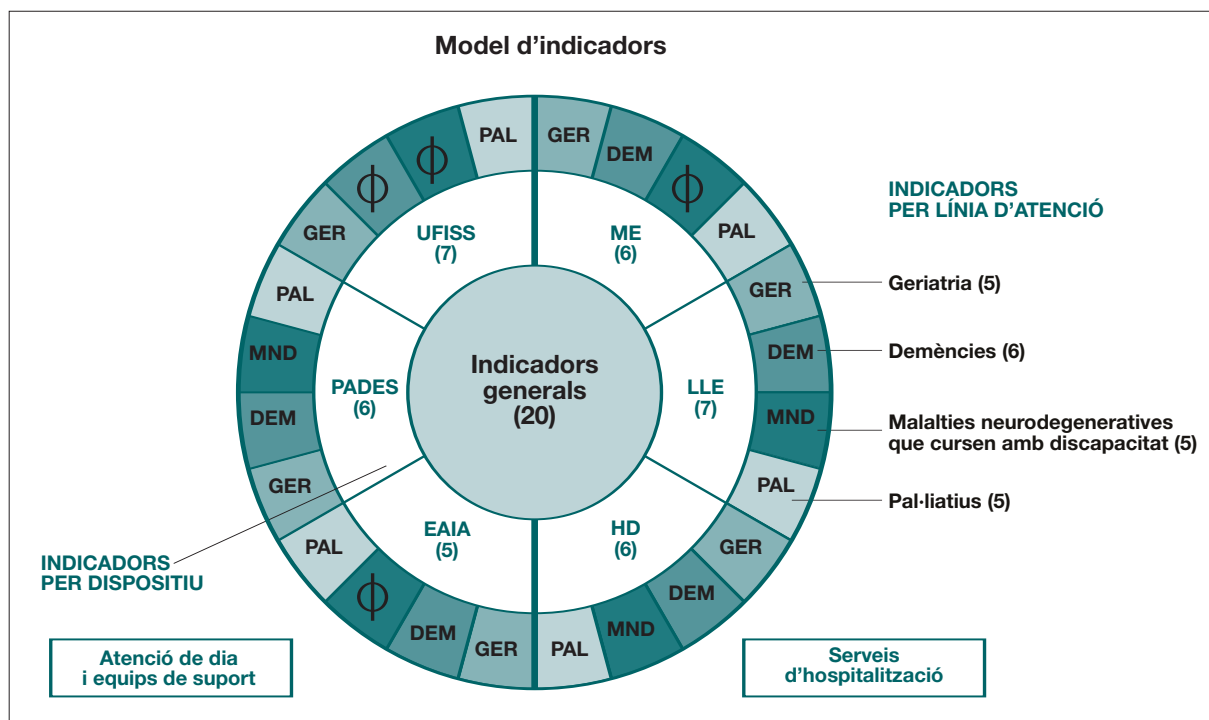 Model d'indicadors
PAL
GER
DEM
Φ
PAL
GER
DEM
MND
PAL
GER
DEM
MND
PAL
GER
DEM
Φ
PAL
GER
DEM
MND
PAL
GER
Φ
Φ
UFISS
(7)
ME
(6)
PADES
(6)
LLE
(7)
EAIA
(5)
HD
(6)
Indicadors
generals
(20)
INDICADORS
PER LÍNIA D'ATENCIÓ
Geriatria (5)
Demències (6)
Malalties neurodegeneratives
que cursen amb discapacitat (5)
Pal·liatius (5)
INDICADORS
PER DISPOSITIU
Atenció de dia
i equips de suport
Serveis
d'hospitalització